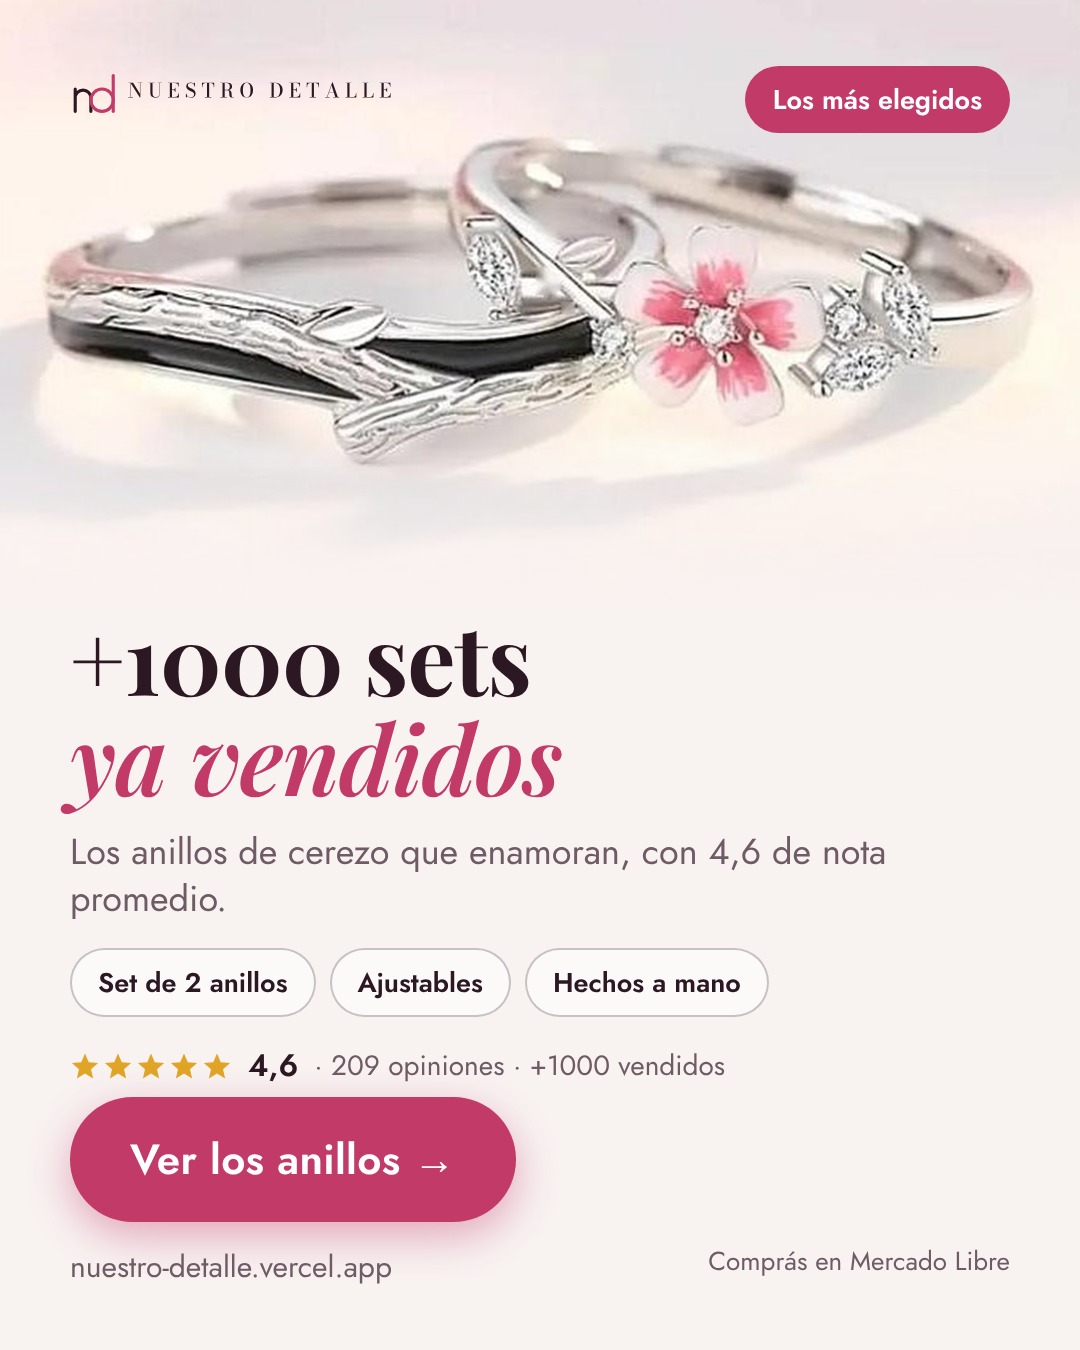 nd NUESTRO DETALLE
Los más elegidos
+1000 sets
ya vendidos
Los anillos de cerezo que enamoran, con 4,6 de nota
promedio.
Set de 2 anillos
Ajustables
Hechos a mano
4,6 · 209 opiniones · +1000 vendidos
Ver los anillos →
nuestro-detalle.vercel.app
Comprás en Mercado Libre